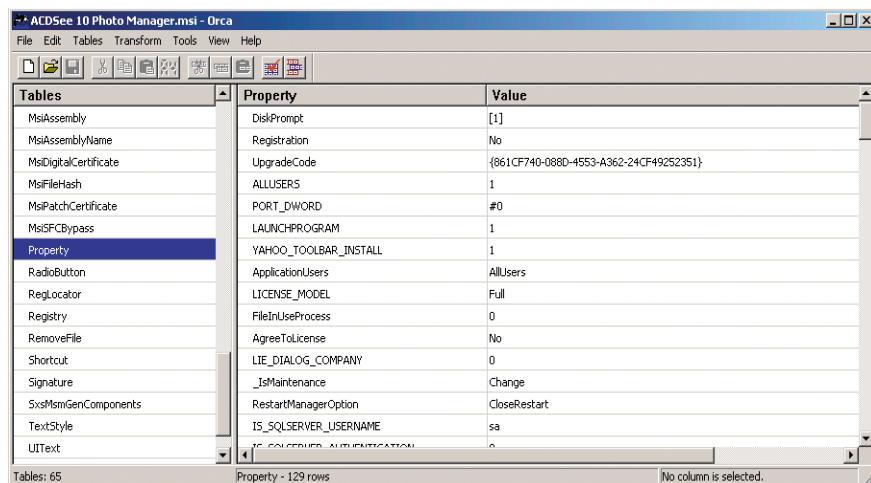 ACDSee 10 Photo Manager.msi - Orca
File Edit Tables Transform Tools View Help
Tables Property Value
MsiAssembly DiskPrompt [1]
MsiAssemblyName Registration No
MsiDigitalCertificate UpgradeCode {861CF740-088D-4553-A362-24CF49252351}
MsiFileHash ALLUSERS 1
MsiPatchCertificate PORT_DWORD #0
MsiSFCBypass LAUNCHPROGRAM 1
Property YAHOO_TOOLBAR_INSTALL 1
RadioButton ApplicationUsers AllUsers
RegLocator LICENSE_MODEL Full
Registry FileInUseProcess 0
RemoveFile AgreeToLicense No
Shortcut LIE_DIALOG_COMPANY 0
Signature _IsMaintenance Change
SxsMsmGenComponents RestartManagerOption CloseRestart
TextStyle IS_SQLSERVER_USERNAME sa
UIText IS_SQLSERVER_AUTHENTICATION 0
Tables: 65 Property - 129 rows No column is selected.